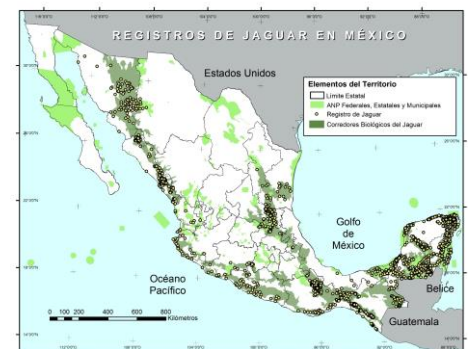 REGISTROS DE JAGUAR EN MÉXICO
Estados Unidos
Elementos del Territorio
Límite Estatal
ANP Federales, Estatales y Municipales
Registro de Jaguar
Corredores Biológicos del Jaguar
Golfo
de
México
Océano
Pacífico
Belice
Guatemala
0 100 200 400 600 800
Kilómetros